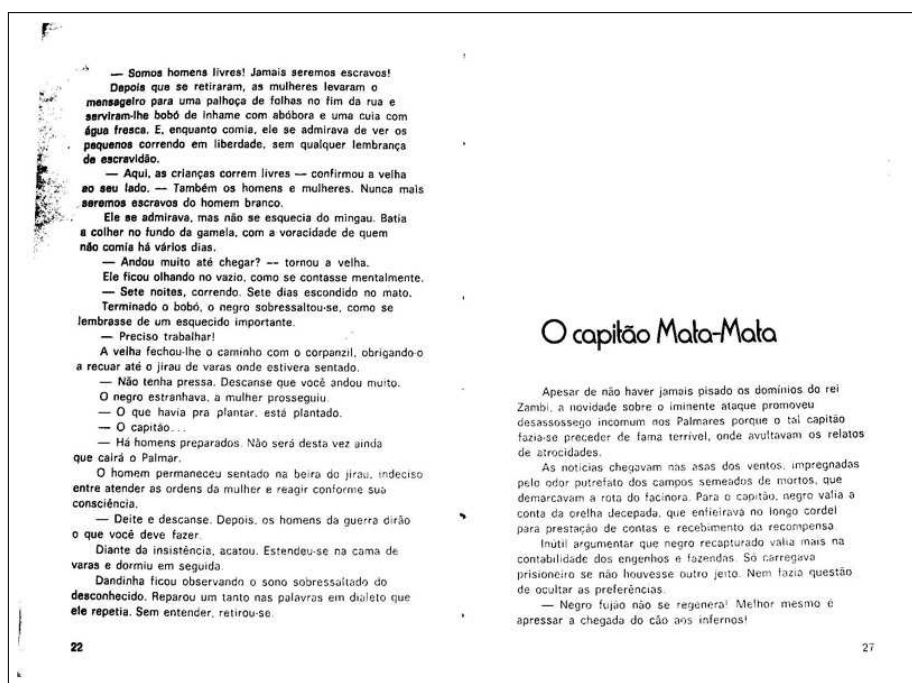 — Somos homens livres! Jamais seremos escravos!
Depois que se retiraram, as mulheres levaram o
mensageiro para uma palhoça de folhas no fim da rua e
serviram-lhe bobó de inhame com abóbora e uma cuia com
água fresca. E, enquanto comia, ele se admirava de ver os
pequenos correndo em liberdade, sem qualquer lembrança
de escravidão.
— Aqui, as crianças correm livres — confirmou a velha
ao seu lado. — Também os homens e mulheres. Nunca mais
seremos escravos do homem branco.
Ele se admirava, mas não se esquecia do mingau. Batia
a colher no fundo da gamela, com a voracidade de quem
não comia há vários dias.
— Andou muito até chegar? -- tornou a velha.
Ele ficou olhando no vazio, como se contasse mentalmente.
— Sete noites, correndo. Sete dias escondido no mato.
Terminado o bobó, o negro sobressaltou-se, como se
lembrasse de um esquecido importante.
— Preciso trabalhar!
A velha fechou-lhe o caminho com o corpanzil, obrigando-o
a recuar até o jirau de varas onde estivera sentado.
— Não tenha pressa. Descanse que você andou muito.
O negro estranhava, a mulher prosseguiu.
— O que havia pra plantar, está plantado.
— O capitão...
— Há homens preparados. Não será desta vez ainda
que cairá o Palmar.
O homem permaneceu sentado na beira do jirau, indeciso
entre atender as ordens da mulher e reagir conforme sua
consciência.
— Deite e descanse. Depois, os homens da guerra dirão
o que você deve fazer.
Diante da insistência, acatou. Estendeu-se na cama de
varas e dormiu em seguida.
Dandinha ficou observando o sono sobressaltado do
desconhecido. Reparou um tanto nas palavras em dialeto que
ele repetia. Sem entender, retirou-se.
22
O capitão Mata-Mata
Apesar de não haver jamais pisado os domínios do rei
Zambi, a novidade sobre o iminente ataque promoveu
desassossego incomum nos Palmares porque o tal capitão
fazia-se preceder de fama terrível, onde avultavam os relatos
de atrocidades.
As notícias chegavam nas asas dos ventos, impregnadas
pelo odor putrefato dos campos semeados de mortos, que
demarcavam a rota do facínora. Para o capitão, negro valia a
conta da orelha decepada, que enfieirava no longo cordel
para prestação de contas e recebimento da recompensa.
Inútil argumentar que negro recapturado valia mais na
contabilidade dos engenhos e fazendas. Só carregava
prisioneiro se não houvesse outro jeito. Nem fazia questão
de ocultar as preferências.
— Negro fujão não se regenera! Melhor mesmo é
apressar a chegada do cão aos infernos!
27